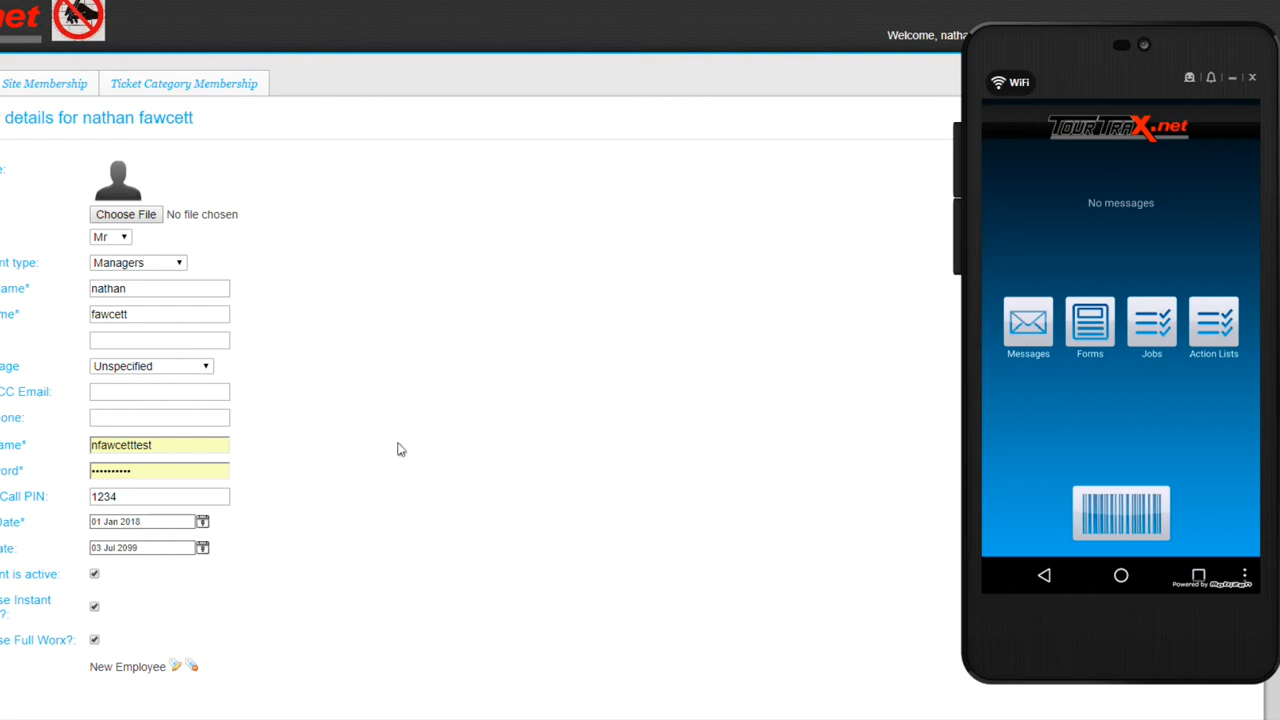 net
Welcome, natha
Site Membership
Ticket Category Membership
details for nathan fawcett
e:
Choose File No file chosen
Mr
nt type: Managers
ame* nathan
me* fawcett
age Unspecified
CC Email:
one:
ame* nfawcetttest
ord* ••••••••••
Call PIN: 1234
Date* 01 Jan 2018
ate: 03 Jul 2099
nt is active:
se Instant
?:
se Full Worx?:
New Employee
WiFi
TourTraX.net
No messages
Messages
Forms
Jobs
Action Lists
Powered by